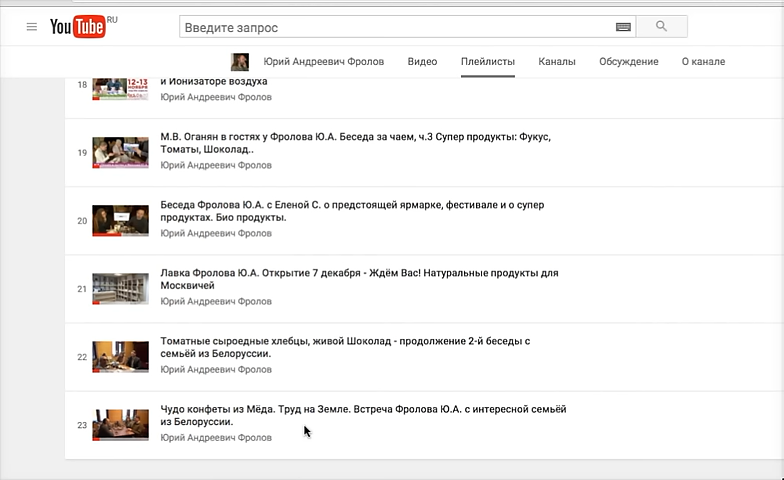 YouTube RU
Введите запрос
Юрий Андреевич Фролов Видео Плейлисты Каналы Обсуждение О канале
18
и Ионизаторе воздуха
12-13
НОЯБРЯ
Юрий Андреевич Фролов
19
М.В. Оганян в гостях у Фролова Ю.А. Беседа за чаем, ч.3 Супер продукты: Фукус,
Томаты, Шоколад..
Юрий Андреевич Фролов
20
Беседа Фролова Ю.А. с Еленой С. о предстоящей ярмарке, фестивале и о супер
продуктах. Био продукты.
Юрий Андреевич Фролов
21
Лавка Фролова Ю.А. Открытие 7 декабря - Ждём Вас! Натуральные продукты для
Москвичей
Юрий Андреевич Фролов
22
Томатные сыроедные хлебцы, живой Шоколад - продолжение 2-й беседы с
семьёй из Белоруссии.
Юрий Андреевич Фролов
23
Чудо конфеты из Мёда. Труд на Земле. Встреча Фролова Ю.А. с интересной семьёй
из Белоруссии.
Юрий Андреевич Фролов